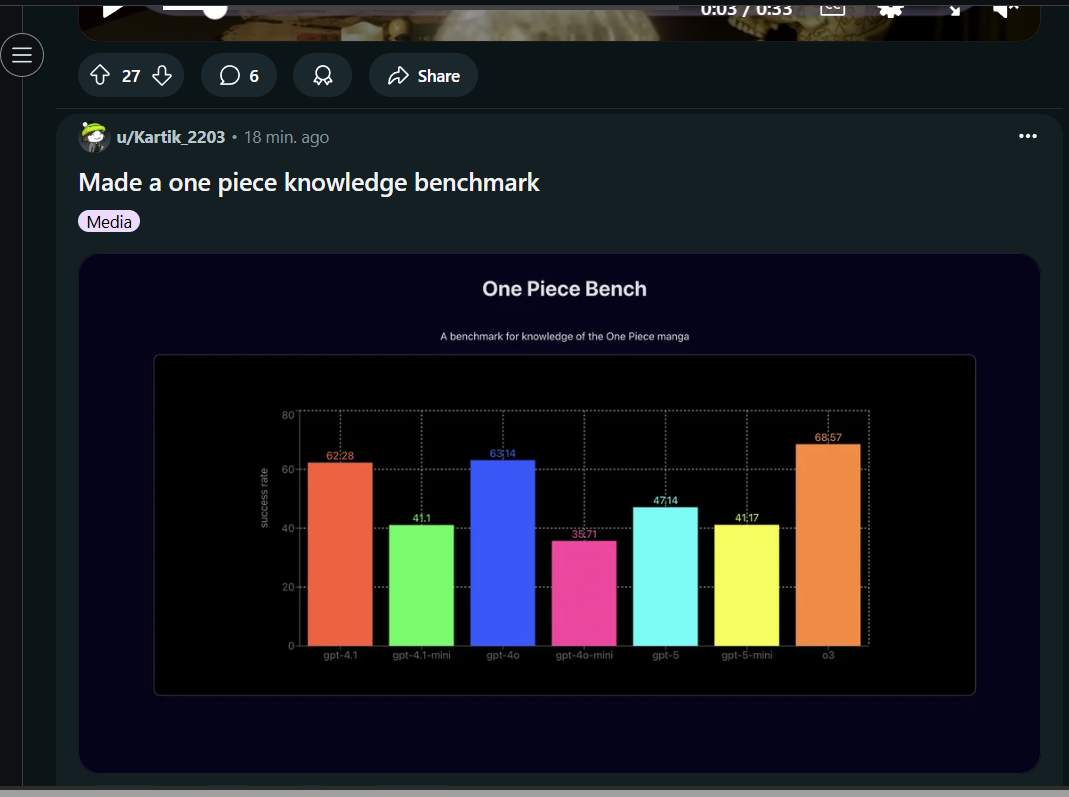 0:03 / 0:33
CC
27
6
Share
u/Kartik_2203 • 18 min. ago
Made a one piece knowledge benchmark
Media
One Piece Bench
A benchmark for knowledge of the One Piece manga
success rate
80
60
40
20
0
62.28
41.1
63.14
35.71
47.14
41.17
68.57
gpt-4.1
gpt-4.1-mini
gpt-4o
gpt-4o-mini
gpt-5
gpt-5-mini
o3